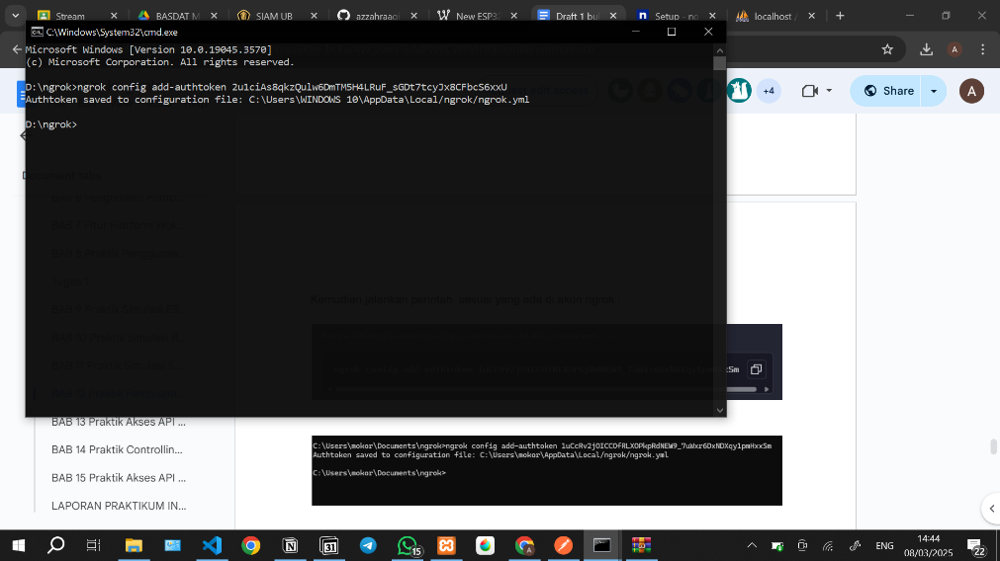 Stream
BASDAT M
SIAM UB
azzahraaqi
New ESP32
Draft 1 bu
Setup - ng
localhost /
C:\Windows\System32\cmd.exe
Microsoft Windows [Version 10.0.19045.3570]
(c) Microsoft Corporation. All rights reserved.
D:\ngrok>ngrok config add-authtoken 2u1ciAs8qkzQulw6DmTM5H4LRuF_sGDt7tcyJx8CFbcS6xxU
Authtoken saved to configuration file: C:\Users\WINDOWS 10\AppData\Local/ngrok/ngrok.yml
D:\ngrok>
+4
Share
A
A
Kemudian jalankan perintah sesuai yang ada di akun ngrok
BAB 13 Praktik Akses API ...
BAB 14 Praktik Controllin...
BAB 15 Praktik Akses API ...
LAPORAN PRAKTIKUM IN...
C:\Users\mokor\Documents\ngrok>ngrok config add-authtoken 1uCcRv2jOICCOfRLXOPkpRdNEW9_7uWxr6DxNDXqy1pmHxxSm
Authtoken saved to configuration file: C:\Users\mokor\AppData\Local/ngrok/ngrok.yml
C:\Users\mokor\Documents\ngrok>
15
31
A
ENG
14:44
08/03/2025
22